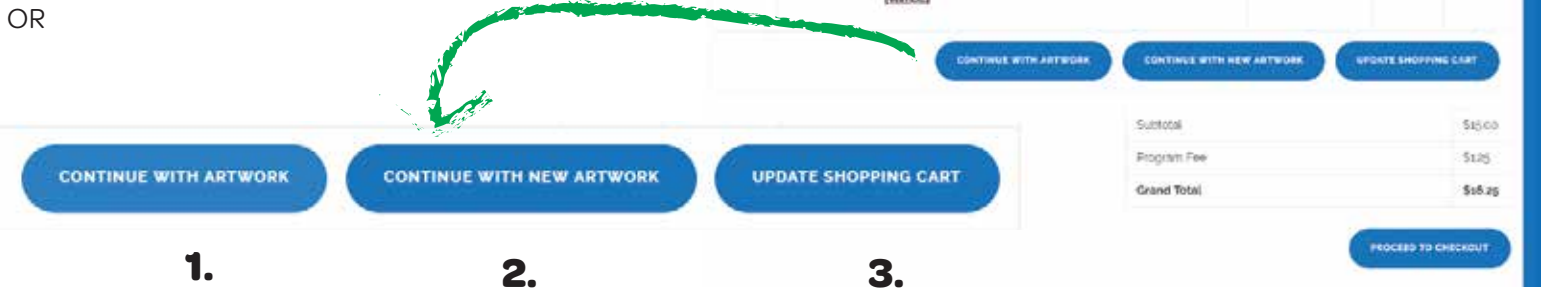 OR
CONTINUE WITH ARTWORK CONTINUE WITH NEW ARTWORK UPDATE SHOPPING CART
Subtotal $15.00
Program Fee $1.25
Grand Total $16.25
PROCEED TO CHECKOUT
CONTINUE WITH ARTWORK CONTINUE WITH NEW ARTWORK UPDATE SHOPPING CART
1. 2. 3.